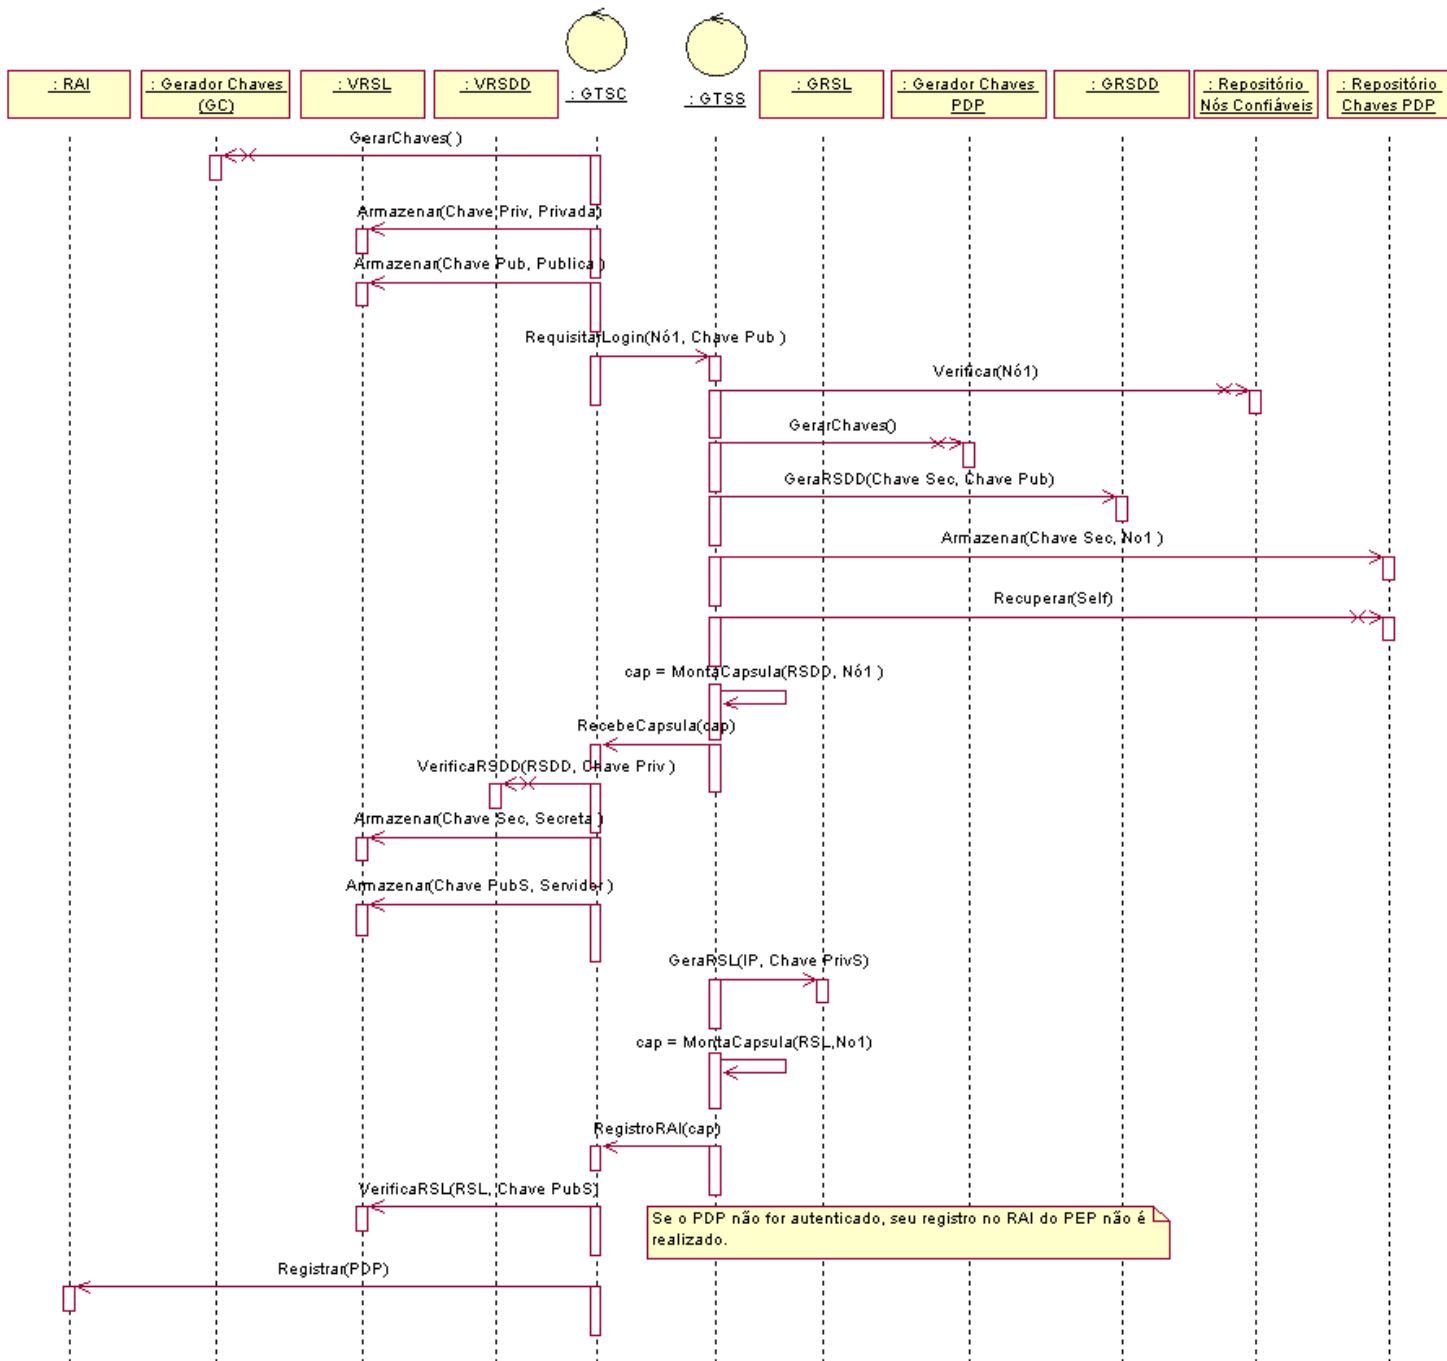 : RAI
: Gerador Chaves
(GC)
: VRSL
: VRSDD
: GTSC
: GTSS
: GRSL
: Gerador Chaves
PDP
: GRSDD
: Repositório
Nós Confiáveis
: Repositório
Chaves PDP
GerarChaves( )
Armazenar(Chave Priv, Privada)
Armazenar(Chave Pub, Publica )
RequisitarLogin(Nó1, Chave Pub )
Verificar(Nó1)
GerarChaves()
GeraRSDD(Chave Sec, Chave Pub)
Armazenar(Chave Sec, No1 )
Recuperar(Self)
cap = MontaCapsula(RSDD, Nó1 )
RecebeCapsula(cap)
VerificaRSDD(RSDD, Chave Priv )
Armazenar(Chave Sec, Secreta )
Armazenar(Chave PubS, Servidor )
GeraRSL(IP, Chave PrivS)
cap = MontaCapsula(RSL,No1)
RegistroRAI(cap)
VerificaRSL(RSL, Chave PubS)
Se o PDP não for autenticado, seu registro no RAI do PEP não é
realizado.
Registrar(PDP)